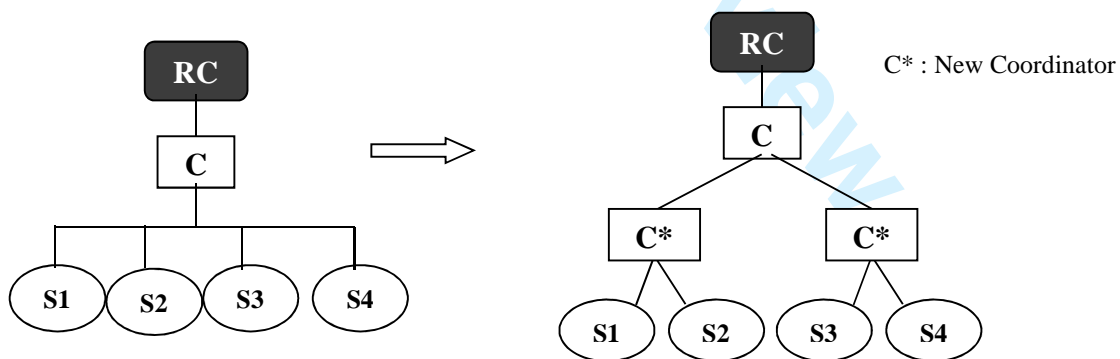 RC
C
S1 S2 S3 S4
RC
C* : New Coordinator
C
C* C*
S1 S2 S3 S4